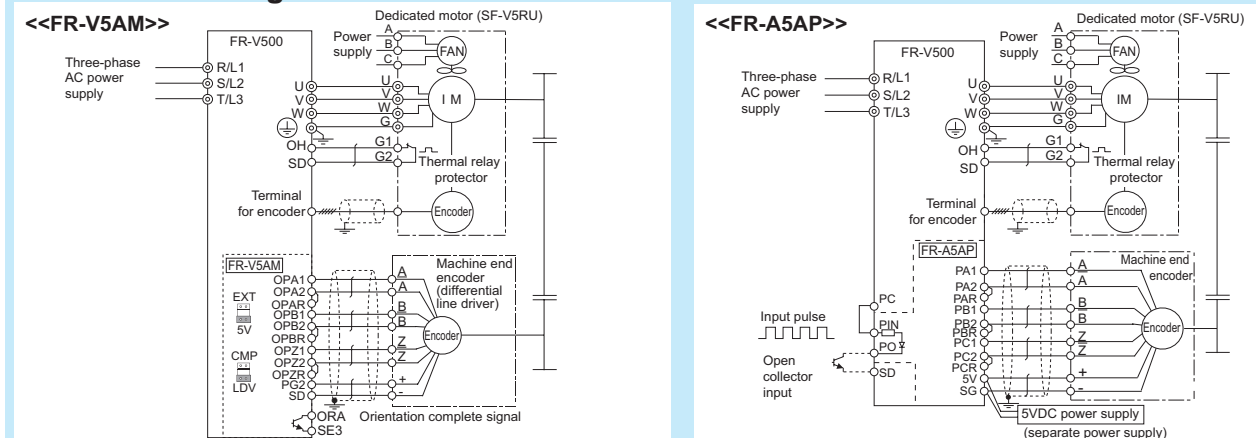 <<FR-V5AM>>
Dedicated motor (SF-V5RU)
FR-V500
Power
supply
A
B
C
FAN
Three-phase
AC power
supply
R/L1
S/L2
T/L3
U
V
W
U
V
W
G
I M
OH
SD
G1
G2
Thermal relay
protector
Terminal
for encoder
Encoder
FR-V5AM
EXT
5V
CMP
LDV
OPA1
OPA2
OPAR
OPB1
OPB2
OPBR
OPZ1
OPZ2
OPZR
PG2
SD
A
A
B
B
Z
Z
+
-
Machine end
encoder
(differential
line driver)
Encoder
Orientation complete signal
ORA
SE3
<<FR-A5AP>>
Dedicated motor (SF-V5RU)
FR-V500
Power
supply
A
B
C
FAN
Three-phase
AC power
supply
R/L1
S/L2
T/L3
U
V
W
U
V
W
G
IM
OH
SD
G1
G2
Thermal relay
protector
Terminal
for encoder
Encoder
FR-A5AP
Input pulse
Open
collector
input
PC
PIN
PO
SD
PA1
PA2
PAR
PB1
PB2
PBR
PC1
PC2
PCR
5V
SG
A
A
B
B
Z
Z
+
-
Machine end
encoder
Encoder
5VDC power supply
(separate power supply)